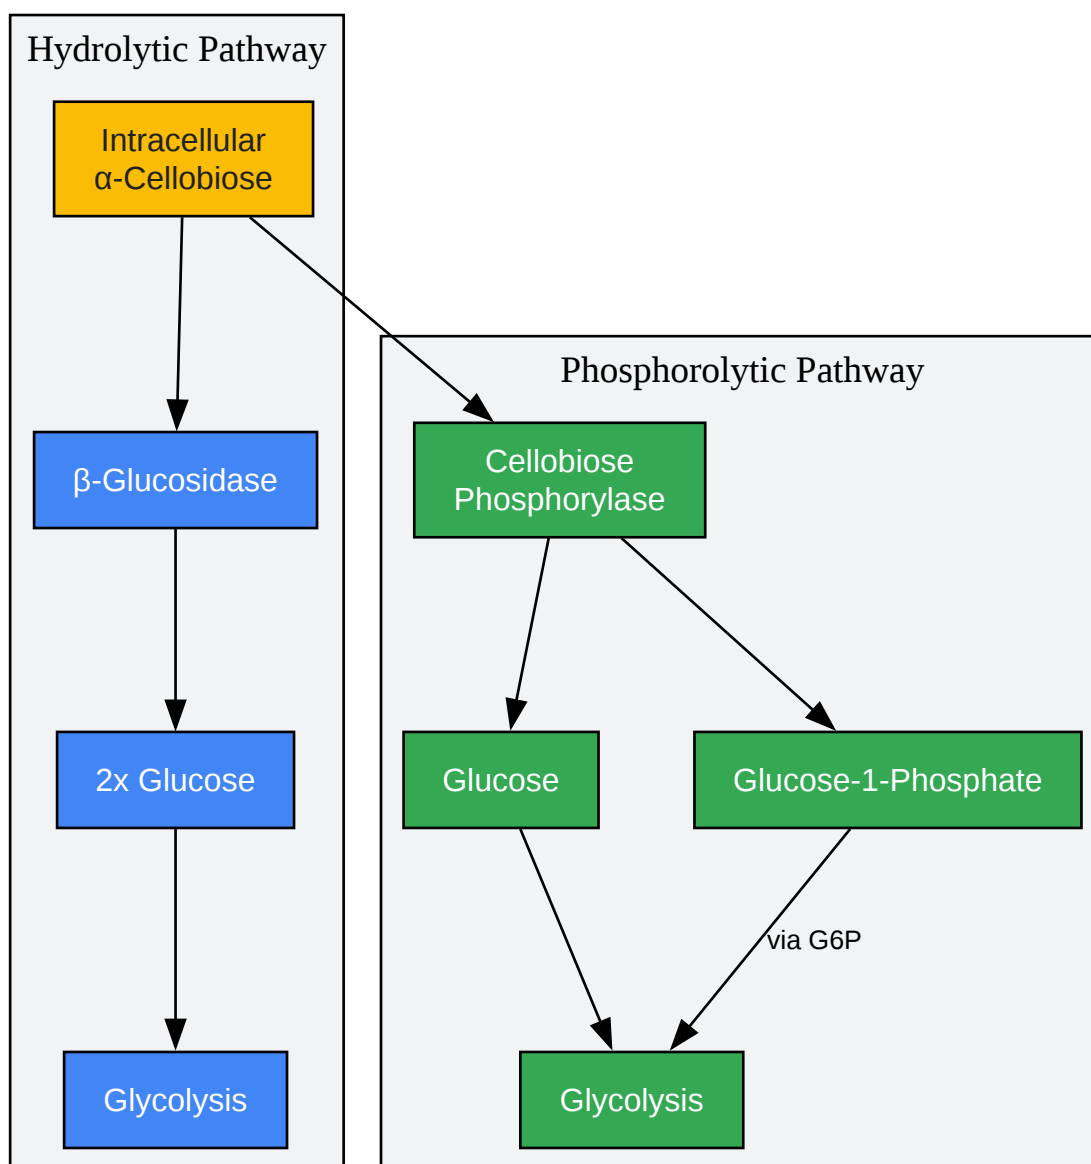 Hydrolytic Pathway
Intracellular
α-Cellobiose
β-Glucosidase
2x Glucose
Glycolysis
Phosphorolytic Pathway
Cellobiose
Phosphorylase
Glucose
Glucose-1-Phosphate
via G6P
Glycolysis